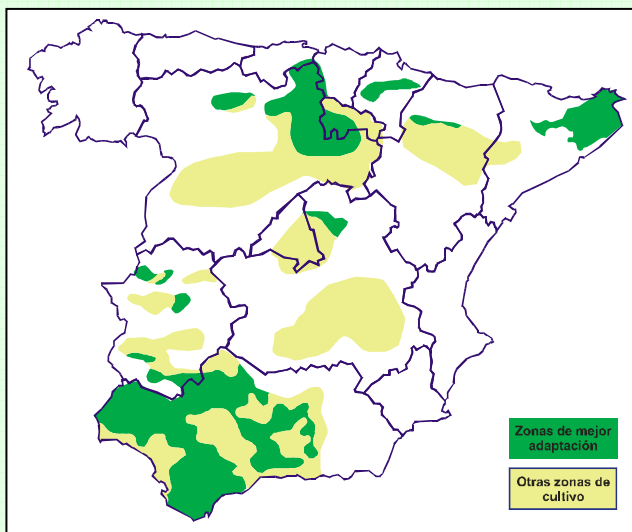 Zonas de mejor
adaptación
Otras zonas de
cultivo